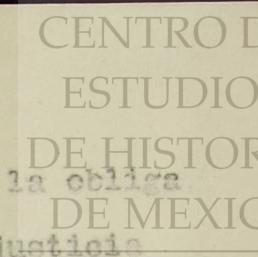 CENTRO D
ESTUDIO
DE HISTOR
la obliga
DE MEXIC
justicia